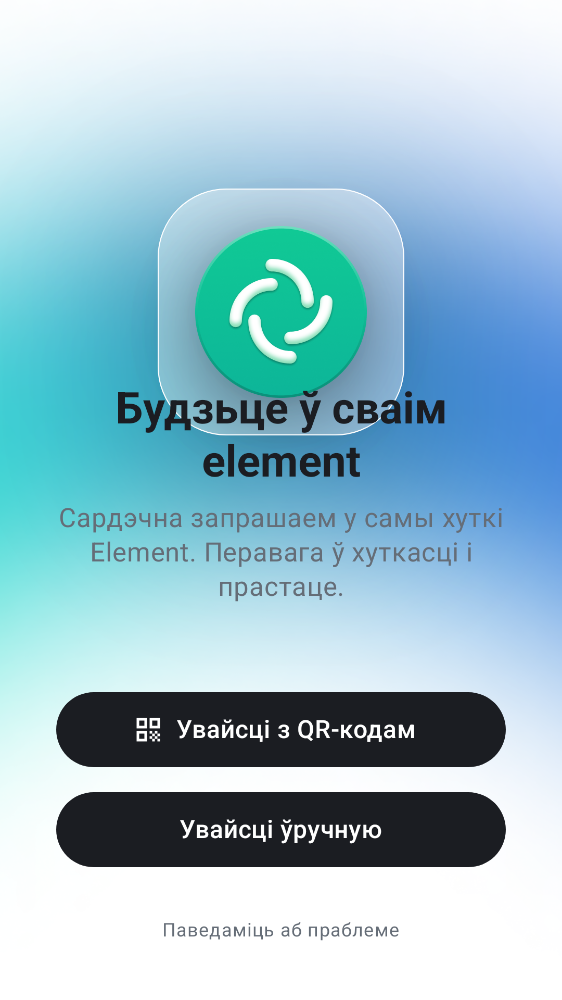 Будзьце ў сваім
element
Сардэчна запрашаем у самы хуткі
Element. Перавага ў хуткасці і
прастаце.
Увайсці з QR-кодам
Увайсці ўручную
Паведаміць аб праблеме